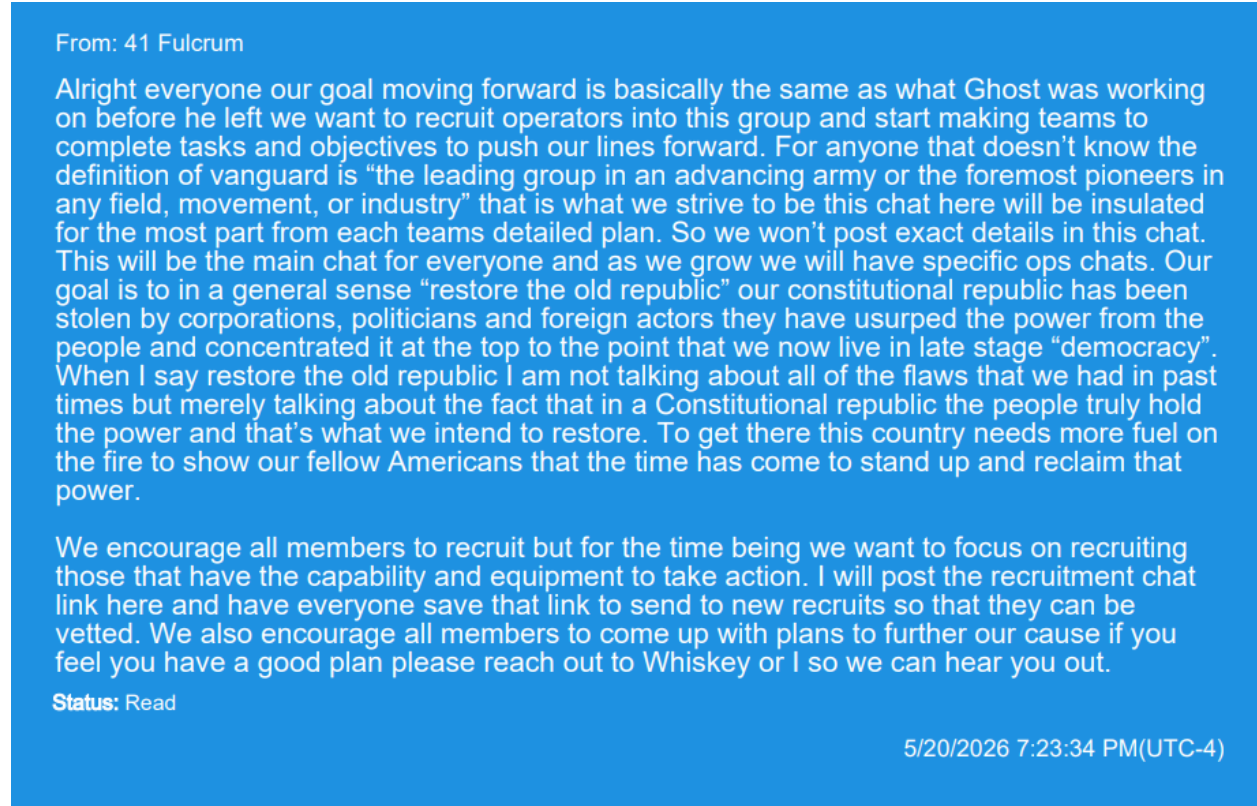 From: 41 Fulcrum
Alright everyone our goal moving forward is basically the same as what Ghost was working
on before he left we want to recruit operators into this group and start making teams to
complete tasks and objectives to push our lines forward. For anyone that doesn’t know the
definition of vanguard is “the leading group in an advancing army or the foremost pioneers in
any field, movement, or industry” that is what we strive to be this chat here will be insulated
for the most part from each teams detailed plan. So we won’t post exact details in this chat.
This will be the main chat for everyone and as we grow we will have specific ops chats. Our
goal is to in a general sense “restore the old republic” our constitutional republic has been
stolen by corporations, politicians and foreign actors they have usurped the power from the
people and concentrated it at the top to the point that we now live in late stage “democracy”.
When I say restore the old republic I am not talking about all of the flaws that we had in past
times but merely talking about the fact that in a Constitutional republic the people truly hold
the power and that’s what we intend to restore. To get there this country needs more fuel on
the fire to show our fellow Americans that the time has come to stand up and reclaim that
power.
We encourage all members to recruit but for the time being we want to focus on recruiting
those that have the capability and equipment to take action. I will post the recruitment chat
link here and have everyone save that link to send to new recruits so that they can be
vetted. We also encourage all members to come up with plans to further our cause if you
feel you have a good plan please reach out to Whiskey or I so we can hear you out.
Status: Read
5/20/2026 7:23:34 PM(UTC-4)